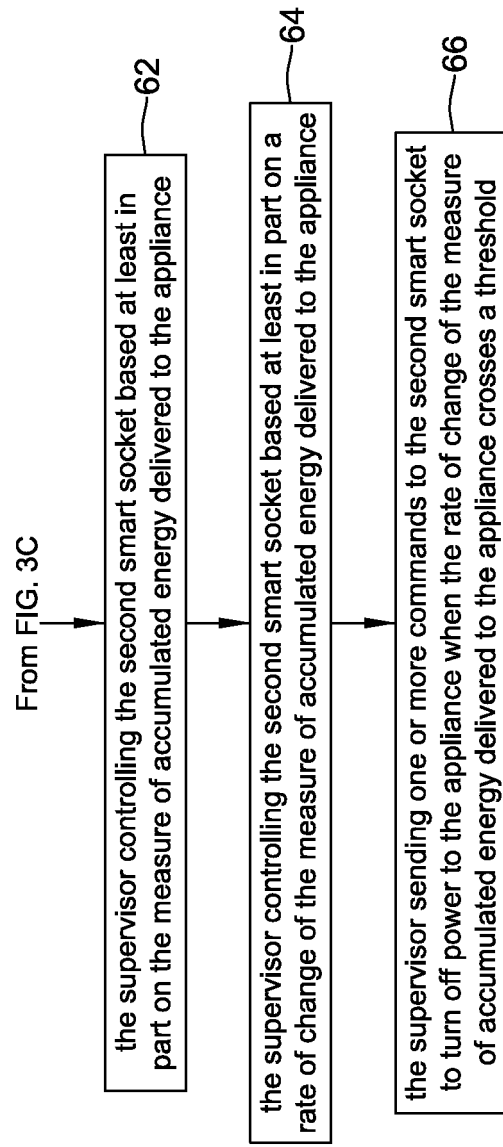 From FIG. 3C
the supervisor controlling the second smart socket based at least in
part on the measure of accumulated energy delivered to the appliance
62
the supervisor controlling the second smart socket based at least in part on a
rate of change of the measure of accumulated energy delivered to the appliance
64
the supervisor sending one or more commands to the second smart socket
to turn off power to the appliance when the rate of change of the measure
of accumulated energy delivered to the appliance crosses a threshold
66